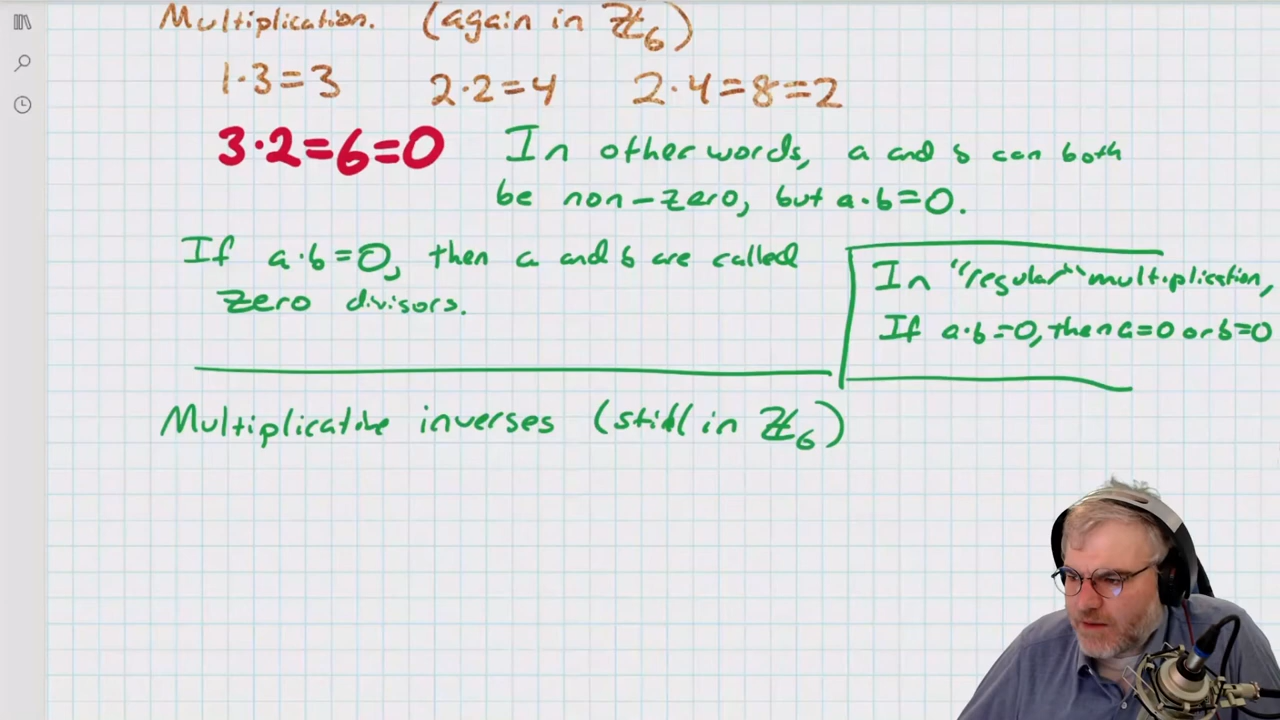 Multiplication. (again in ℤ₆)
1·3=3 2·2=4 2·4=8=2
3·2=6=0 In other words, a and b can both
be non-zero, but a·b=0.
If a·b=0, then a and b are called
zero divisors.
In "regular" multiplication,
If a·b=0, then a=0 or b=0
Multiplicative inverses (still in ℤ₆)